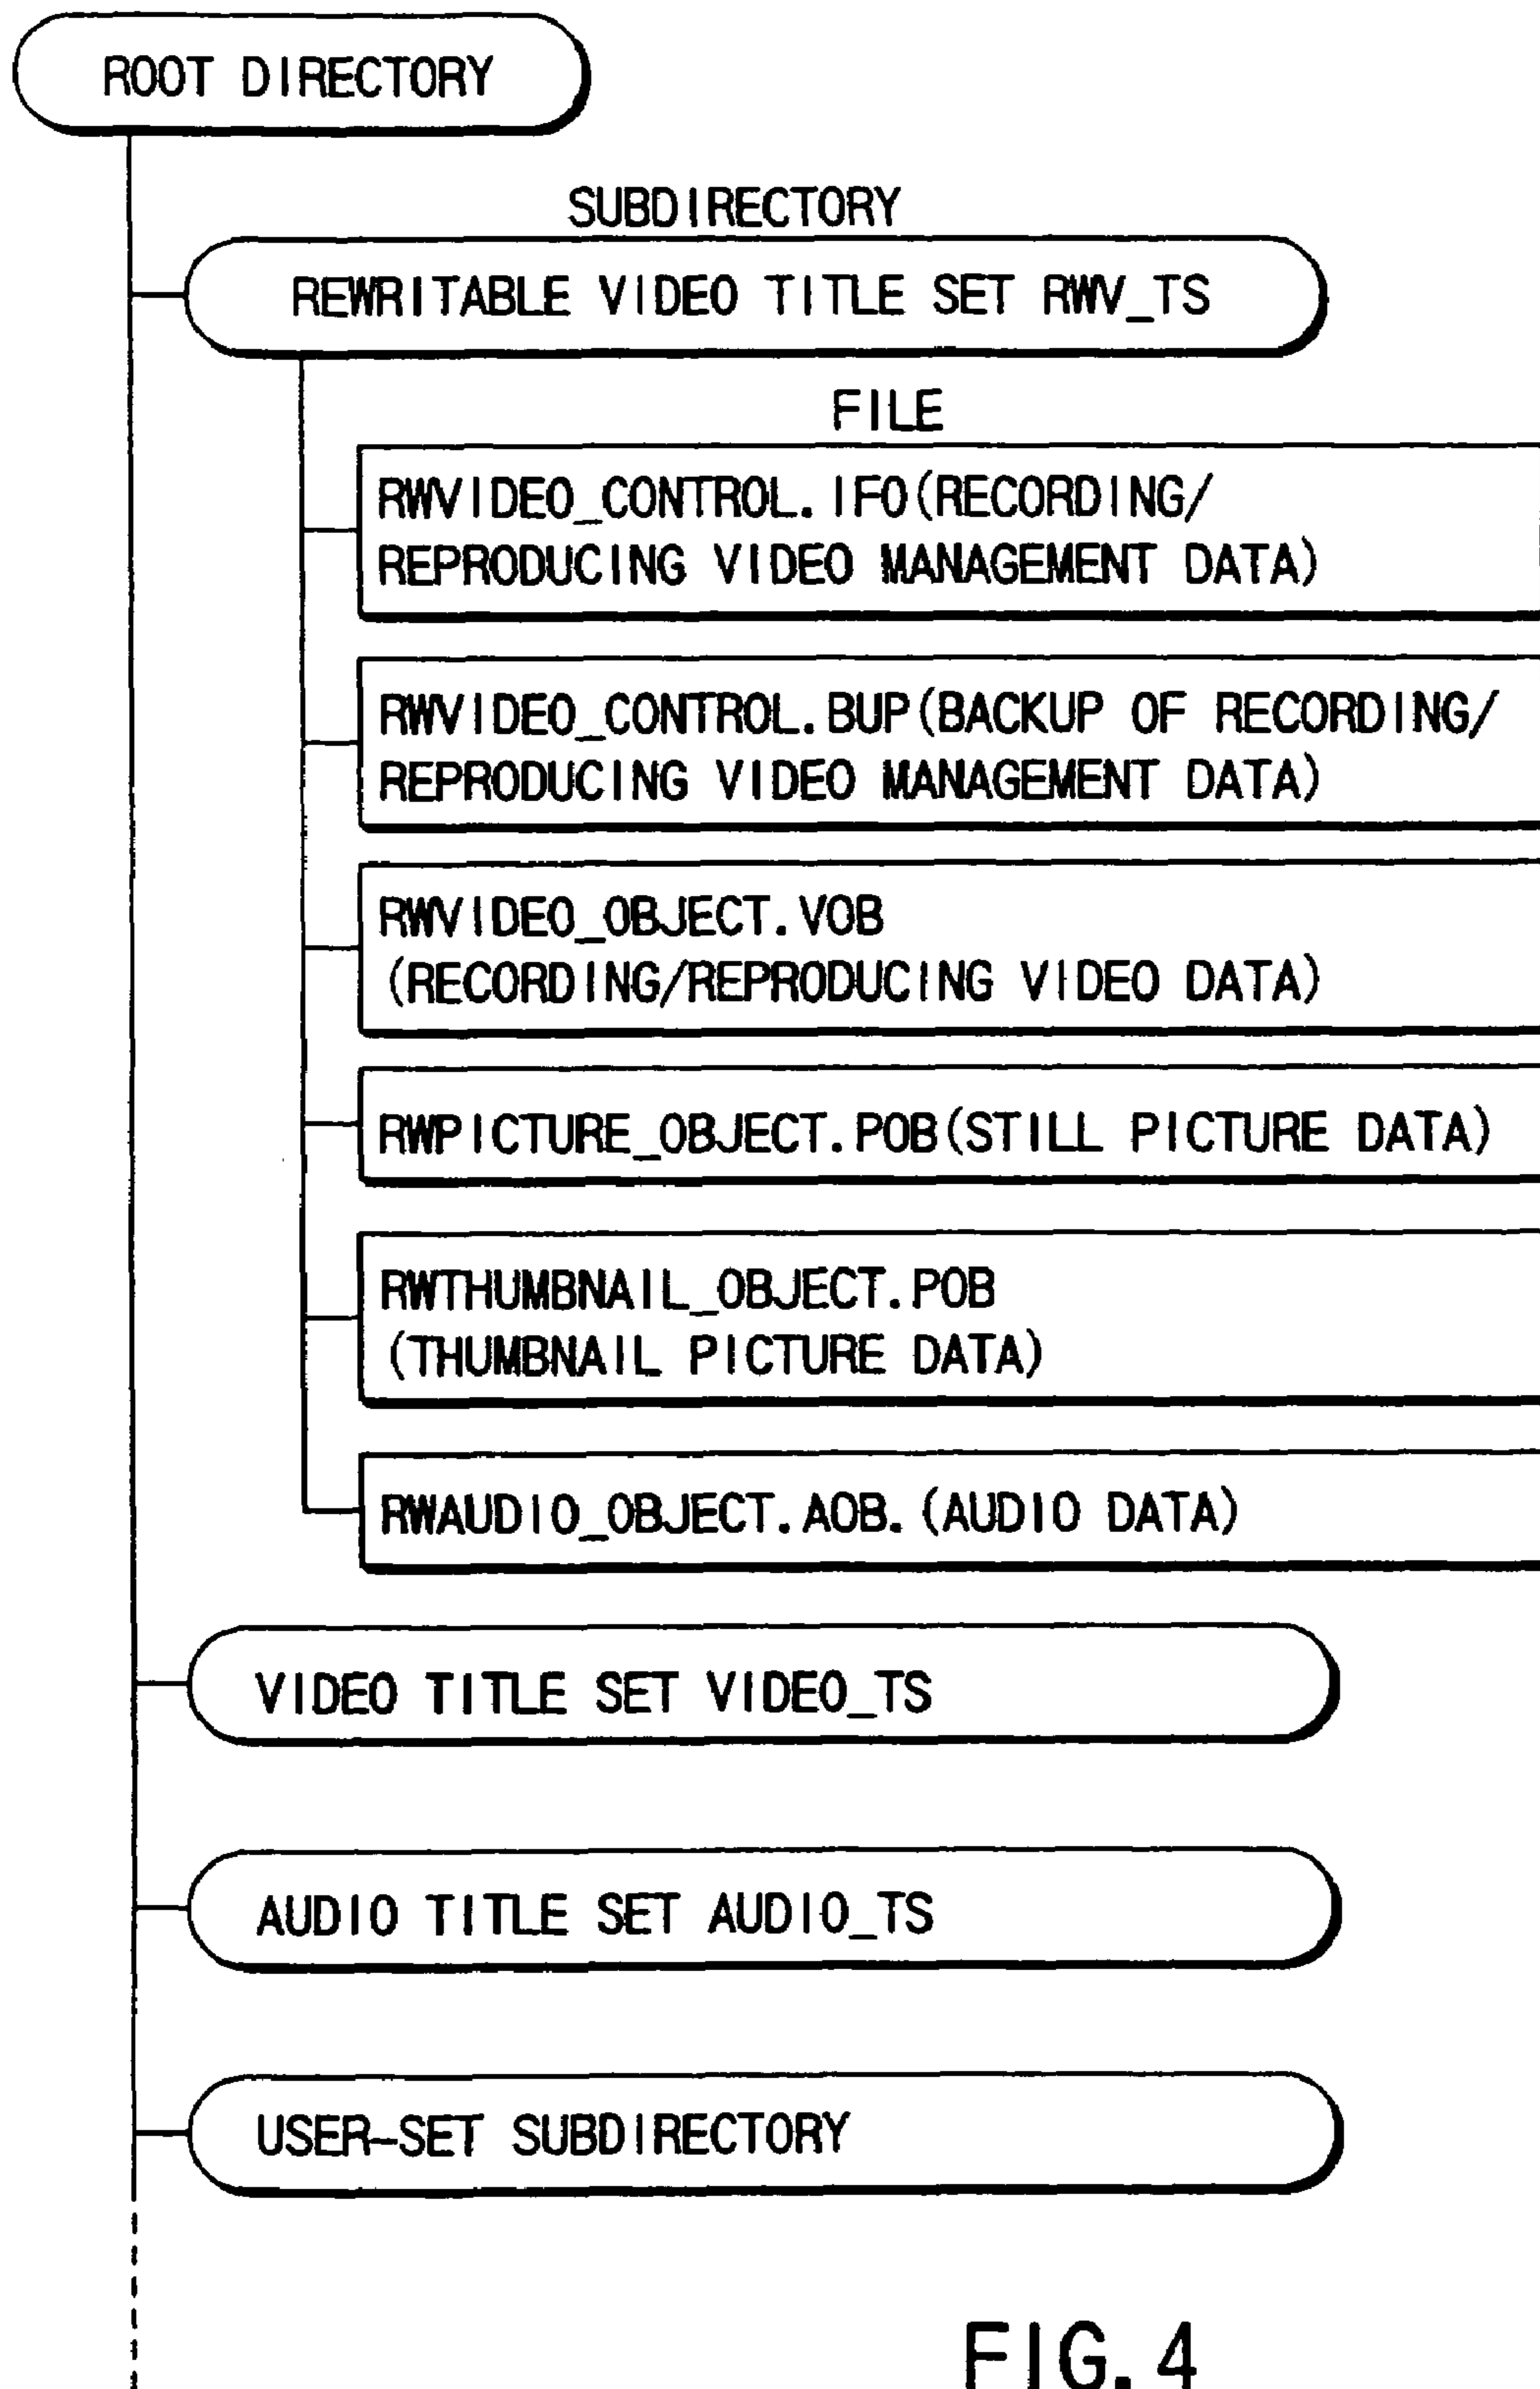 ROOT DIRECTORY
SUBDIRECTORY
REWRITABLE VIDEO TITLE SET RWV_TS
FILE
RWVIDEO_CONTROL.IFO(RECORDING/
REPRODUCING VIDEO MANAGEMENT DATA)
RWVIDEO_CONTROL.BUP(BACKUP OF RECORDING/
REPRODUCING VIDEO MANAGEMENT DATA)
RWVIDEO_OBJECT.VOB
(RECORDING/REPRODUCING VIDEO DATA)
RWPICTURE_OBJECT.POB(STILL PICTURE DATA)
RWTHUMBNAIL_OBJECT.POB
(THUMBNAIL PICTURE DATA)
RWAUDIO_OBJECT.AOB.(AUDIO DATA)
VIDEO TITLE SET VIDEO_TS
AUDIO TITLE SET AUDIO_TS
USER-SET SUBDIRECTORY
FIG.4